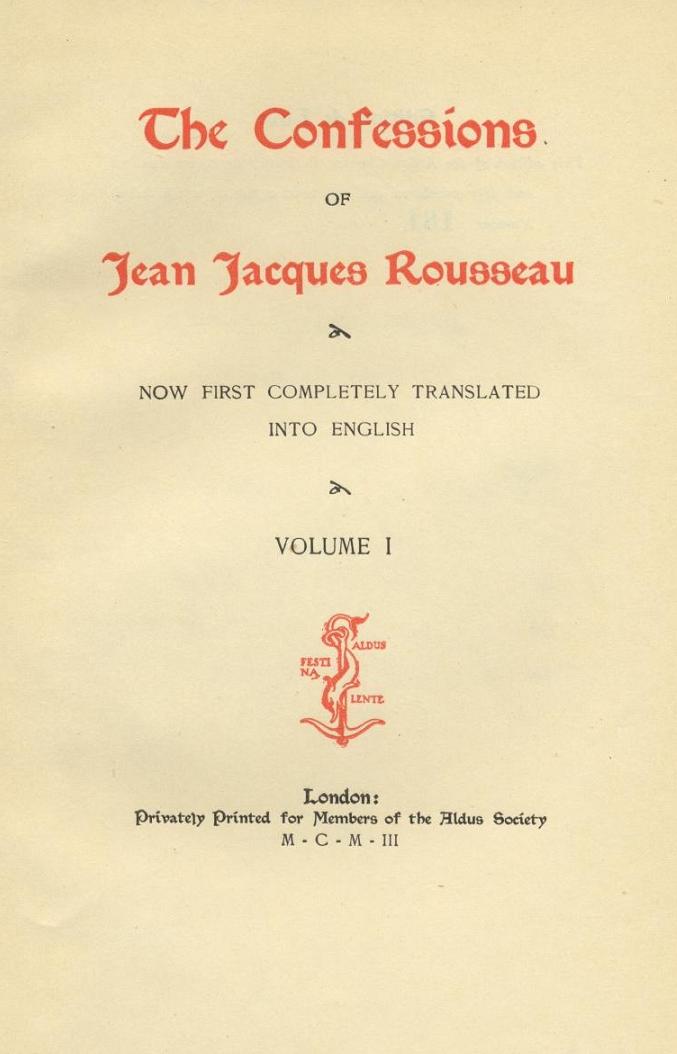 The Confessions
OF
Jean Jacques Rousseau
NOW FIRST COMPLETELY TRANSLATED
INTO ENGLISH
VOLUME I
ALDUS
FESTI
NA
LENTE
London:
Privately Printed for Members of the Aldus Society
M - C - M - III